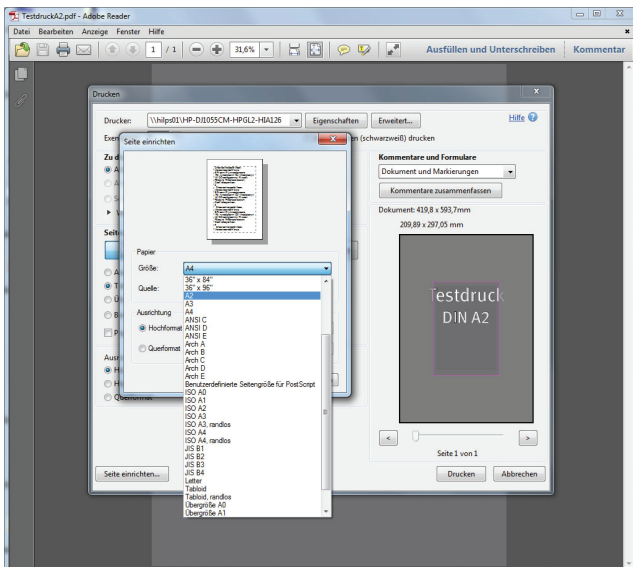 TestdruckA2.pdf - Adobe Reader
Datei Bearbeiten Anzeige Fenster Hilfe
1 / 1 31,6% Ausfüllen und Unterschreiben Kommentar
Drucken
Drucker: \\hilps01\HP-DJ1055CM-HPGL2-HIA126 Eigenschaften Erweitert... Hilfe
(schwarzweiß) drucken
Seite einrichten
Kommentare und Formulare
Dokument und Markierungen
Kommentare zusammenfassen
Dokument: 419,8 x 593,7mm
209,89 x 297,05 mm
Papier
Größe: A4
Quelle:
36" x 84"
36" x 96"
A2
A3
A4
ANSI C
ANSI D
ANSI E
Arch A
Arch B
Arch C
Arch D
Arch E
Benutzerdefinierte Seitengröße für PostScript
ISO A0
ISO A1
ISO A2
ISO A3
ISO A3, randlos
ISO A4
ISO A4, randlos
JIS B1
JIS B2
JIS B3
JIS B4
Letter
Tabloid
Tabloid, randlos
Übergröße A0
Übergröße A1
Ausrichtung
Hochformat
Querformat
Testdruck
DIN A2
Querformat
< >
Seite 1 von 1
Seite einrichten... Drucken Abbrechen